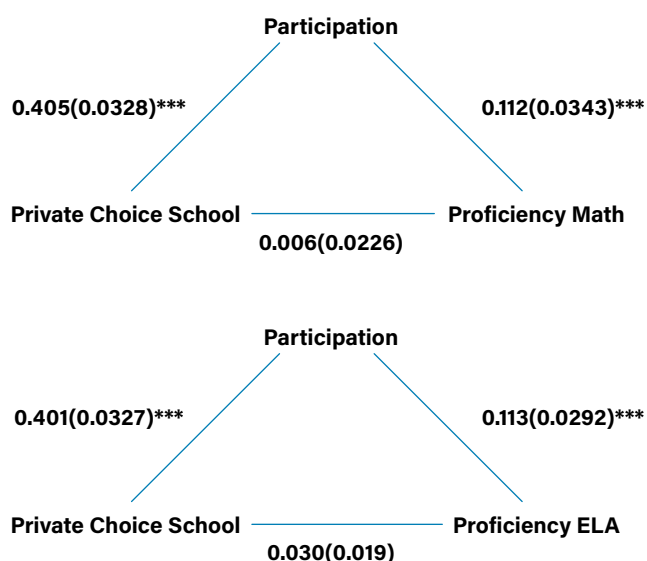 Participation
0.405(0.0328)***
0.112(0.0343)***
Private Choice School
Proficiency Math
0.006(0.0226)
Participation
0.401(0.0327)***
0.113(0.0292)***
Private Choice School
Proficiency ELA
0.030(0.019)